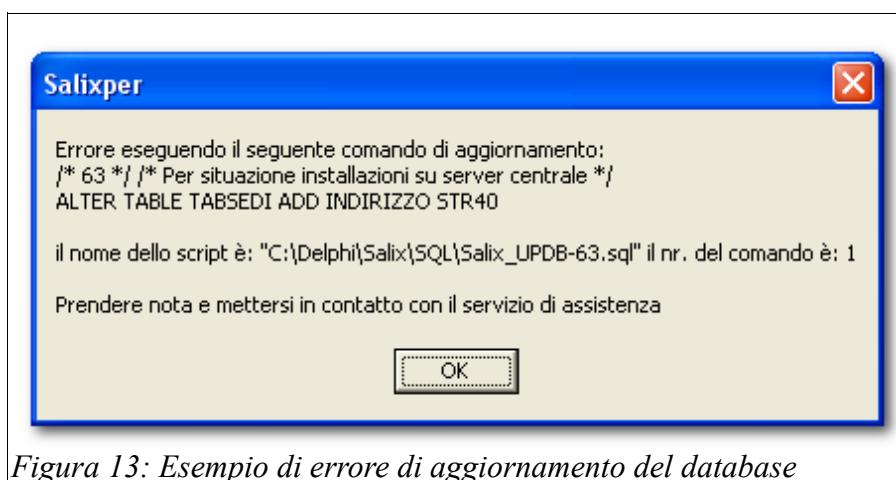 Salixper
Errore eseguendo il seguente comando di aggiornamento:
/* 63 */ /* Per situazione installazioni su server centrale */
ALTER TABLE TABSEDI ADD INDIRIZZO STR40
il nome dello script è: "C:\Delphi\Salix\SQL\Salix_UPDB-63.sql" il nr. del comando è: 1
Prendere nota e mettersi in contatto con il servizio di assistenza
OK
Figura 13: Esempio di errore di aggiornamento del database